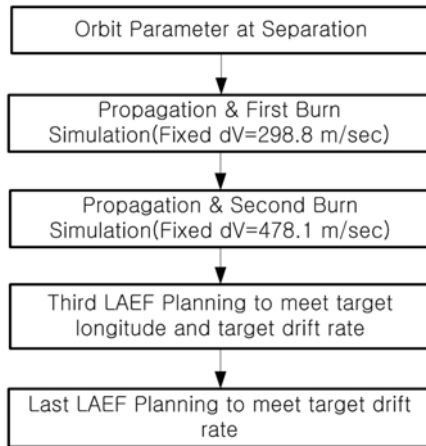 Orbit Parameter at Separation
Propagation & First Burn
Simulation(Fixed dV=298.8 m/sec)
Propagation & Second Burn
Simulation(Fixed dV=478.1 m/sec)
Third LAEF Planning to meet target
longitude and target drift rate
Last LAEF Planning to meet target drift
rate